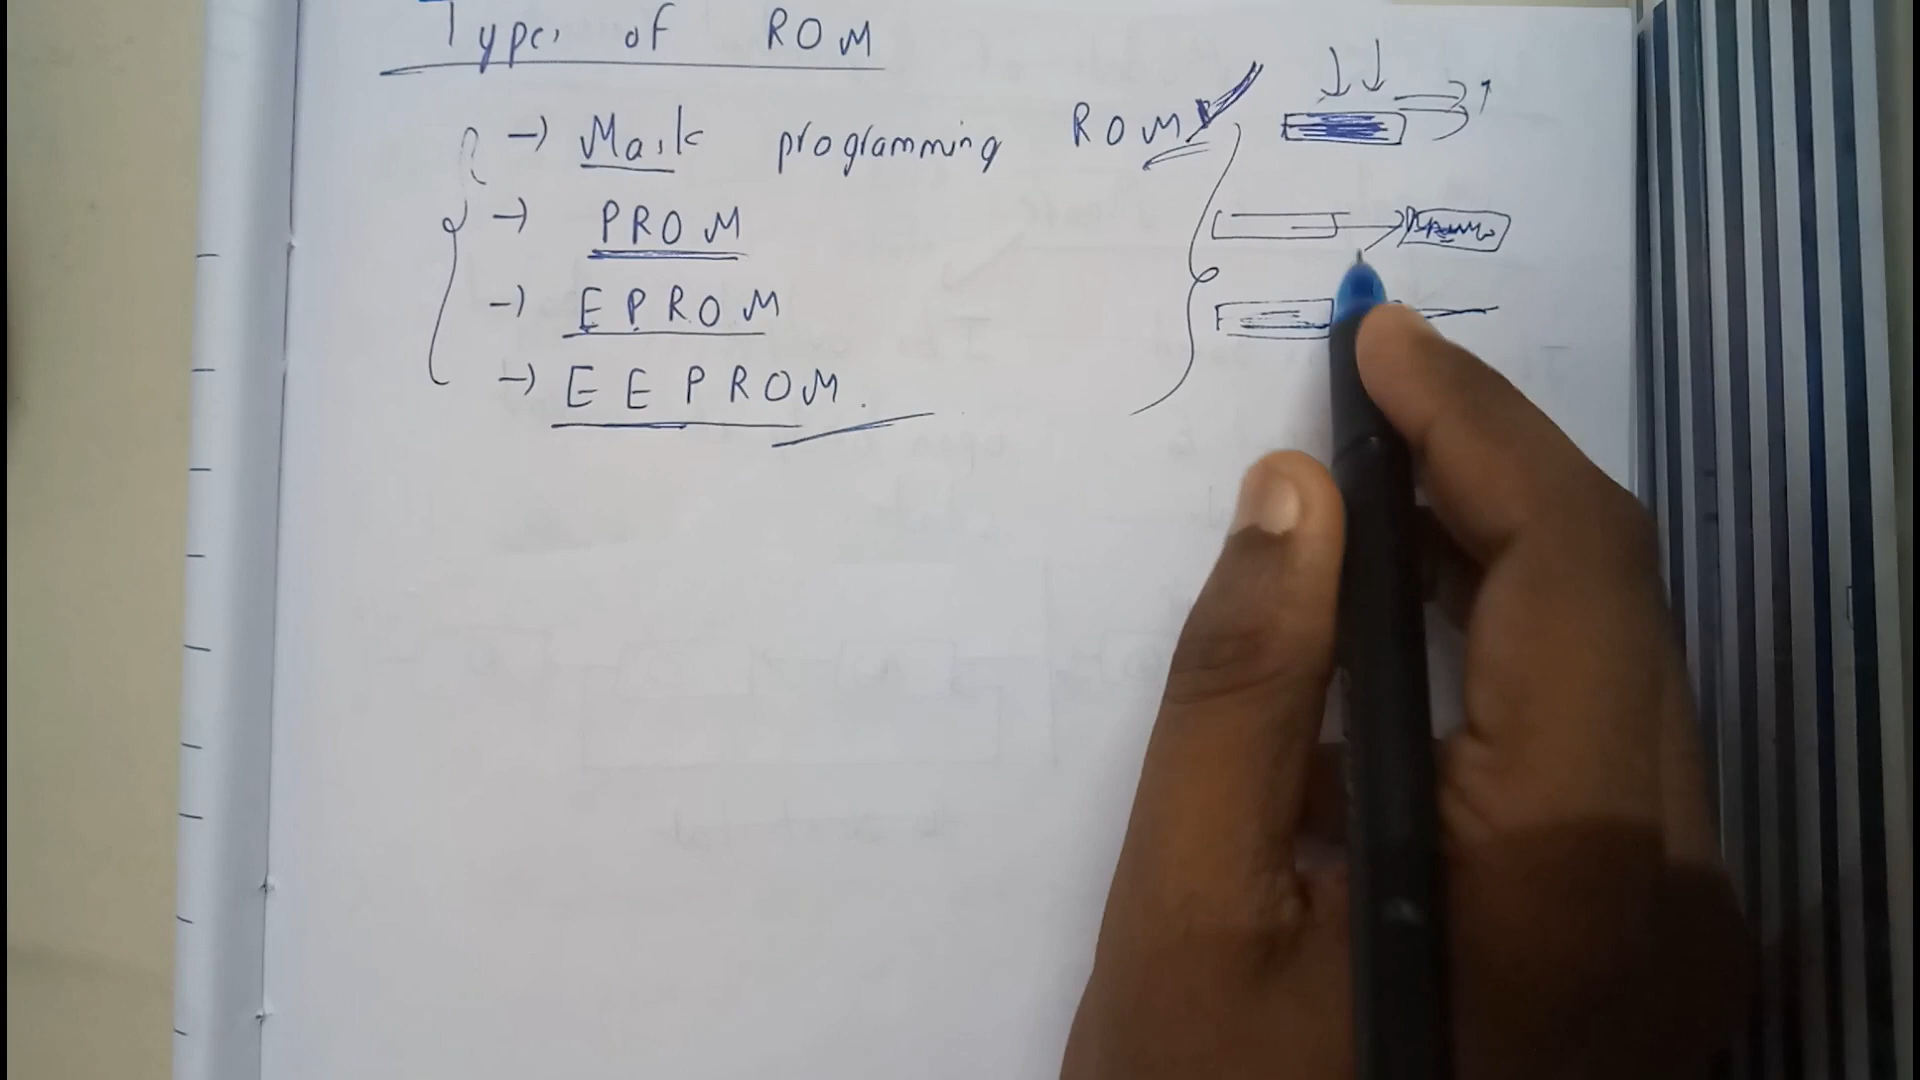 Types of ROM
→ Mask programming ROM
→ PROM
→ EPROM
→ EEPROM.